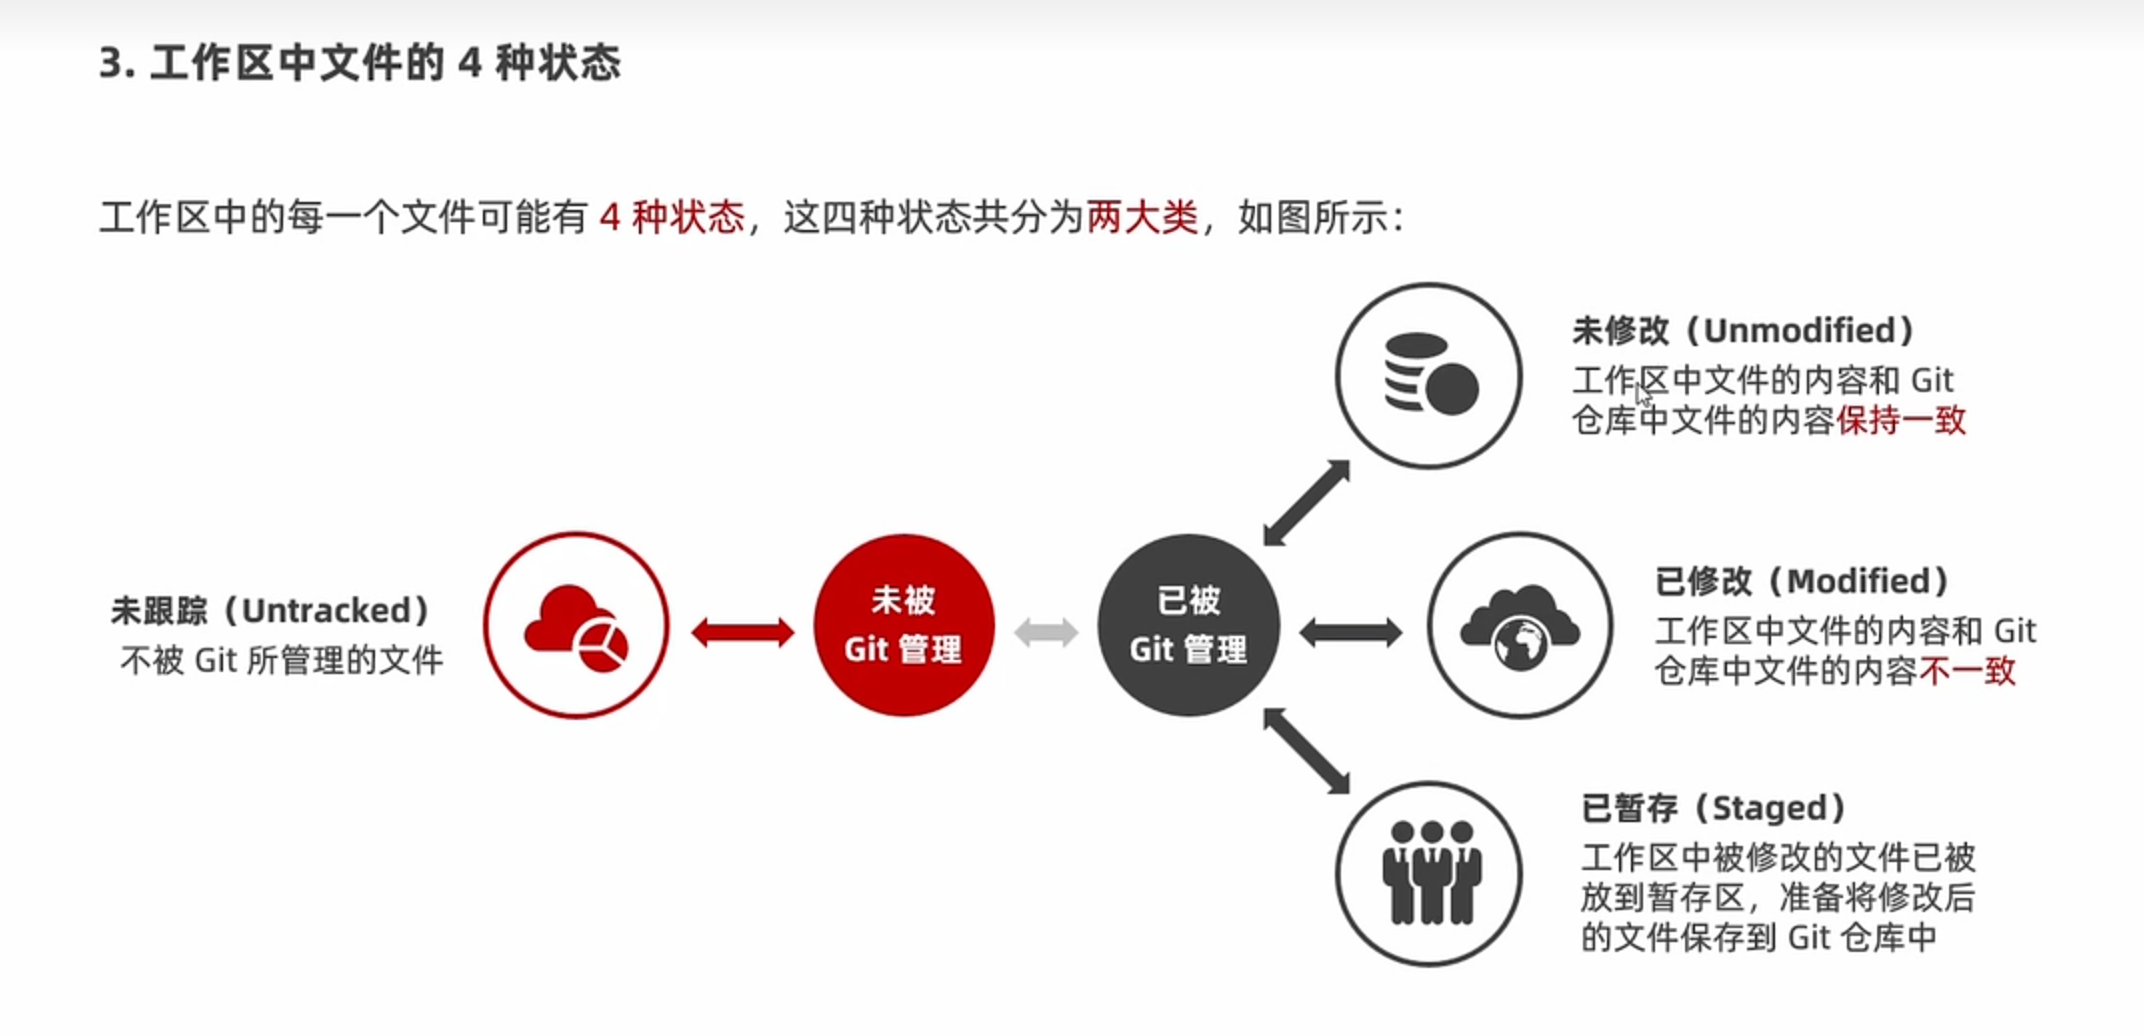 3. 工作区中文件的 4 种状态
工作区中的每一个文件可能有 4 种状态，这四种状态共分为两大类，如图所示：
未跟踪（Untracked）
不被 Git 所管理的文件
未被
Git 管理
已被
Git 管理
未修改（Unmodified）
工作区中文件的内容和 Git
仓库中文件的内容保持一致
已修改（Modified）
工作区中文件的内容和 Git
仓库中文件的内容不一致
已暂存（Staged）
工作区中被修改的文件已被
放到暂存区，准备将修改后
的文件保存到 Git 仓库中